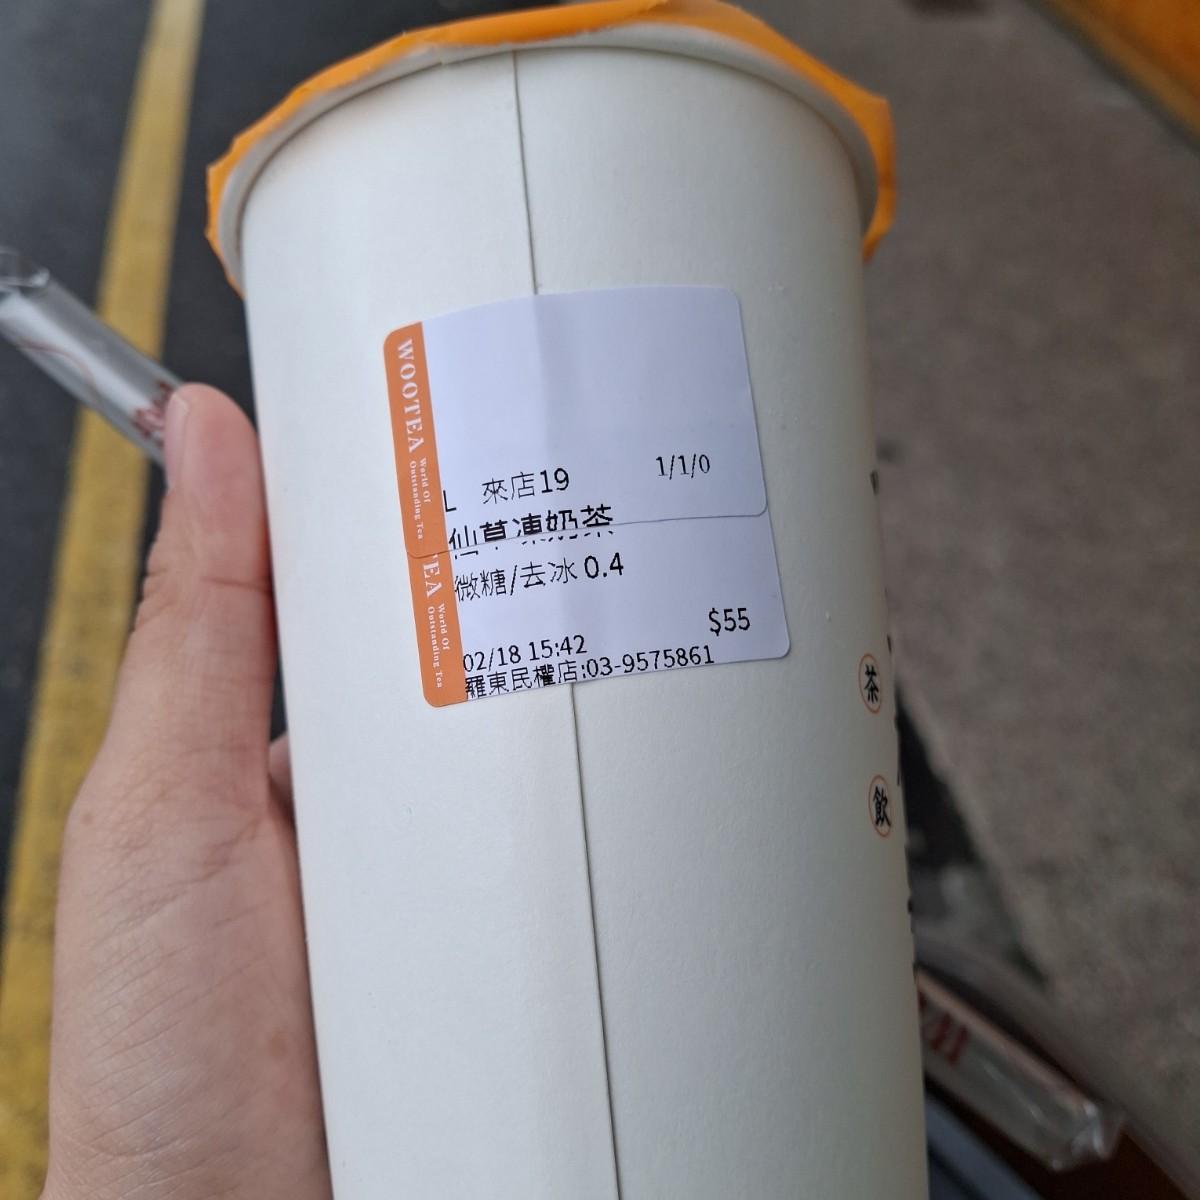 WOOTEA
World Of
Outstanding Tea
L 來店19 1/1/0
仙草凍奶茶
微糖/去冰 0.4
$55
02/18 15:42
羅東民權店:03-9575861
TEA
World Of
Outstanding Tea
茶
飲